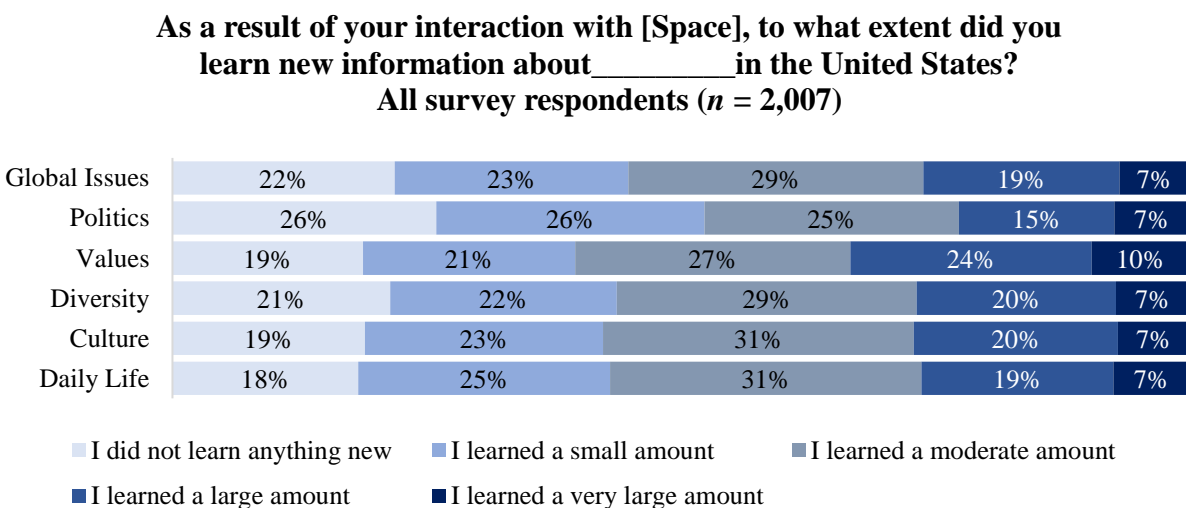 As a result of your interaction with [Space], to what extent did you
learn new information about_________in the United States?
All survey respondents (n = 2,007)
Global Issues 22% 23% 29% 19% 7%
Politics 26% 26% 25% 15% 7%
Values 19% 21% 27% 24% 10%
Diversity 21% 22% 29% 20% 7%
Culture 19% 23% 31% 20% 7%
Daily Life 18% 25% 31% 19% 7%
I did not learn anything new I learned a small amount I learned a moderate amount
I learned a large amount I learned a very large amount